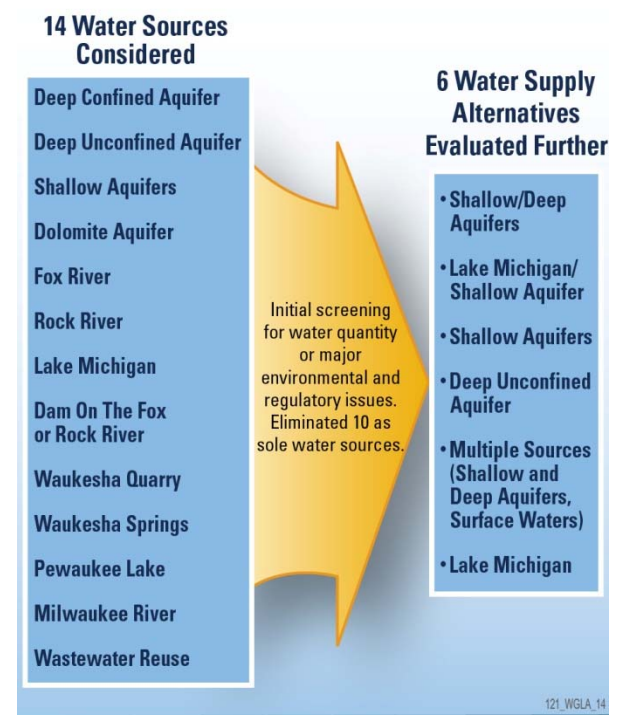 14 Water Sources
Considered
Deep Confined Aquifer
Deep Unconfined Aquifer
Shallow Aquifers
Dolomite Aquifer
Fox River
Rock River
Lake Michigan
Dam On The Fox
or Rock River
Waukesha Quarry
Waukesha Springs
Pewaukee Lake
Milwaukee River
Wastewater Reuse
Initial screening
for water quantity
or major
environmental and
regulatory issues.
Eliminated 10 as
sole water sources.
6 Water Supply
Alternatives
Evaluated Further
• Shallow/Deep
Aquifers
• Lake Michigan/
Shallow Aquifer
• Shallow Aquifers
• Deep Unconfined
Aquifer
• Multiple Sources
(Shallow and
Deep Aquifers,
Surface Waters)
• Lake Michigan
121_WGLA_14